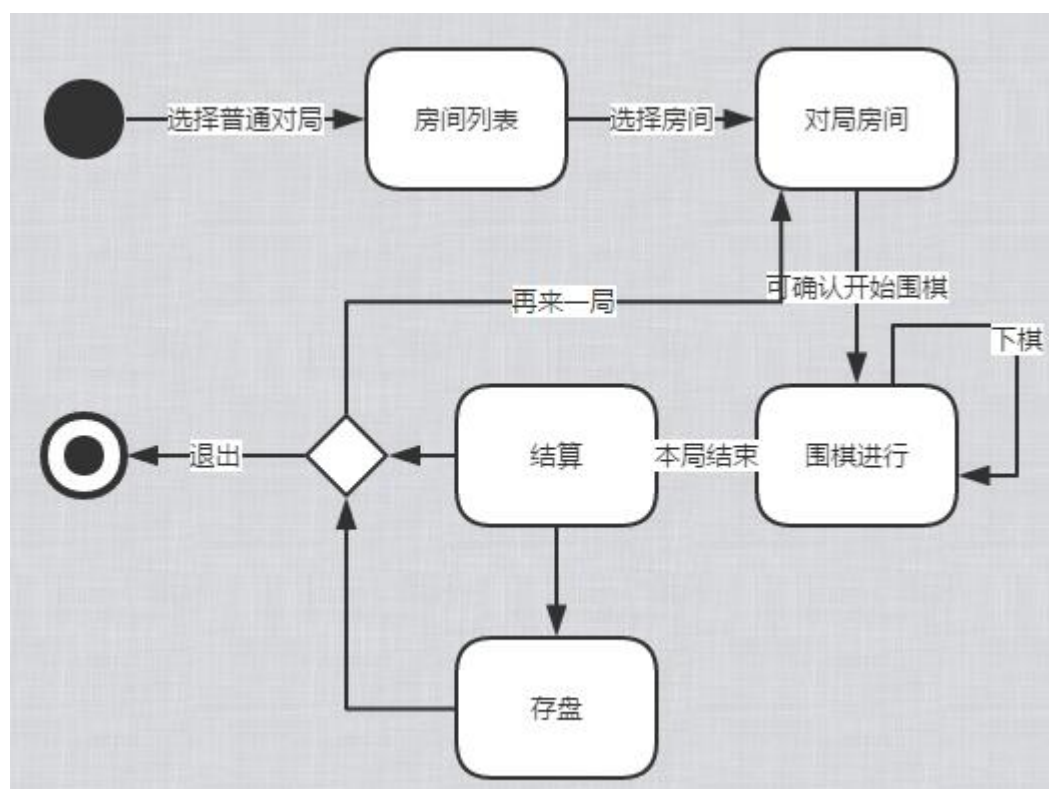 选择普通对局
房间列表
选择房间
对局房间
再来一局
可确认开始围棋
下棋
退出
结算
本局结束
围棋进行
存盘